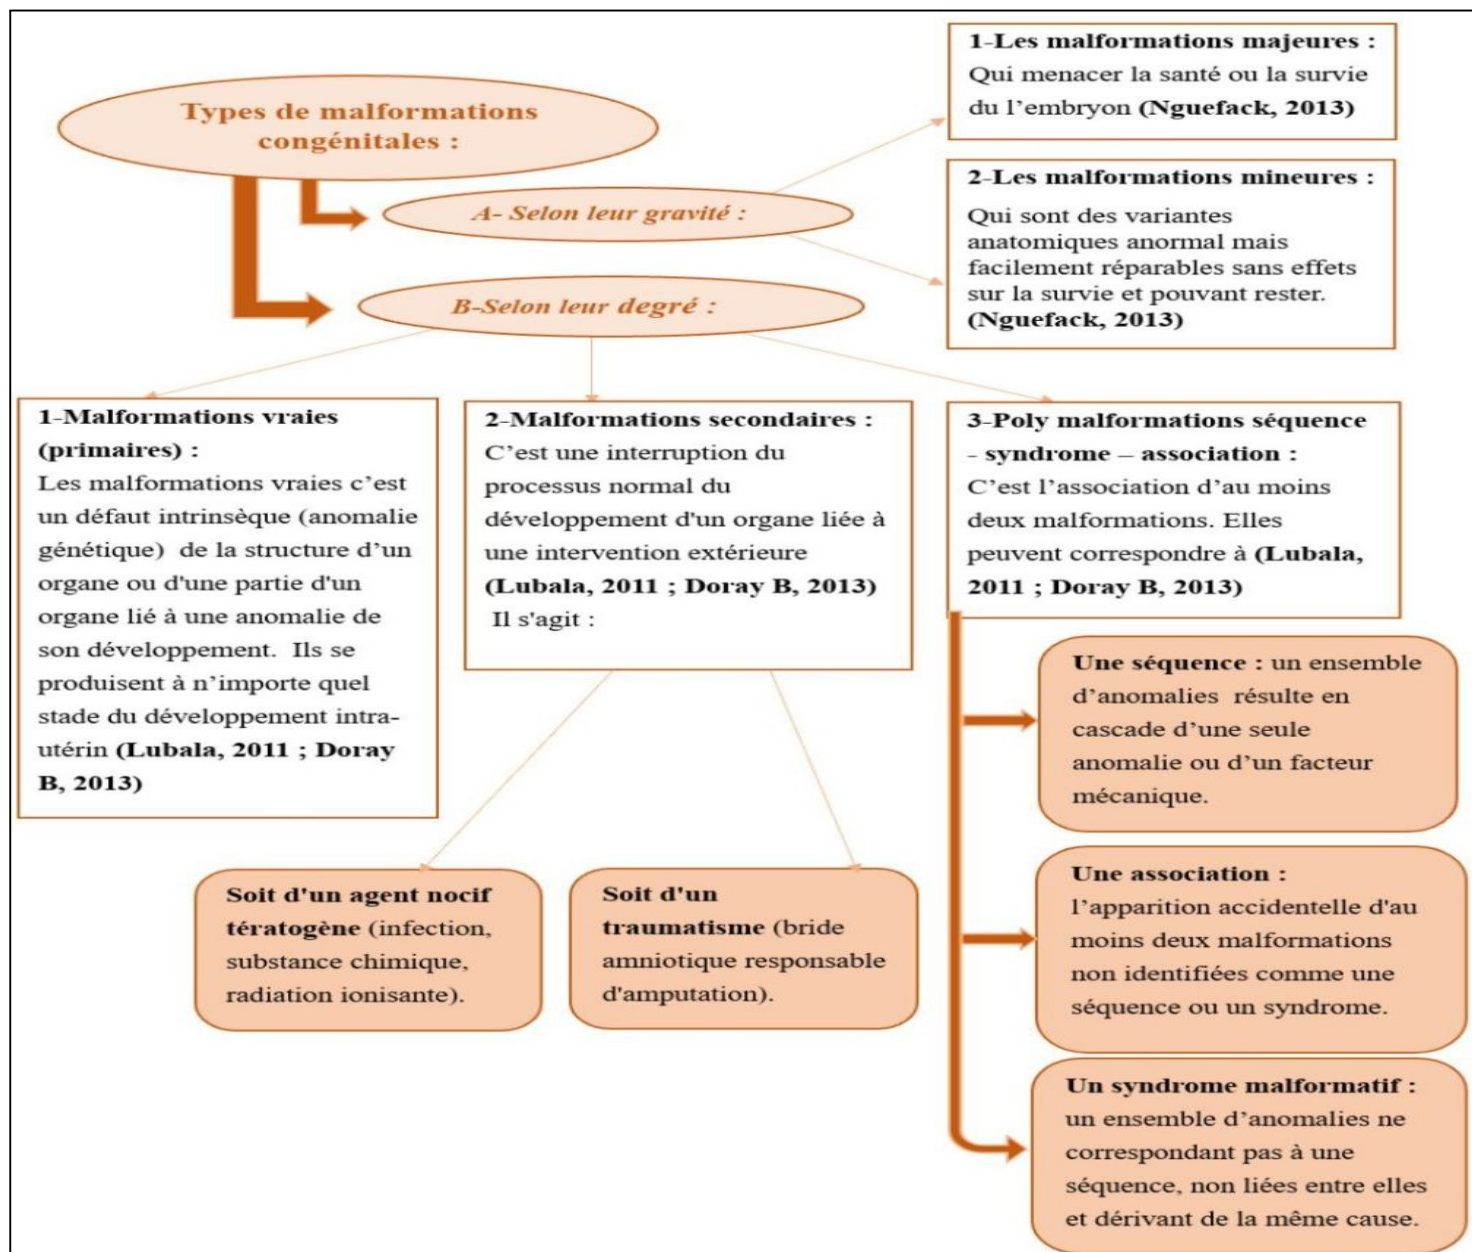 Types de malformations
congénitales :
A- Selon leur gravité :
B-Selon leur degré :
1-Les malformations majeures :
Qui menacer la santé ou la survie
du l’embryon (Nguefack, 2013)
2-Les malformations mineures :
Qui sont des variantes
anatomiques anormal mais
facilement réparables sans effets
sur la survie et pouvant rester.
(Nguefack, 2013)
1-Malformations vraies
(primaires) :
Les malformations vraies c’est
un défaut intrinsèque (anomalie
génétique) de la structure d’un
organe ou d'une partie d'un
organe lié à une anomalie de
son développement. Ils se
produisent à n’importe quel
stade du développement intra-
utérin (Lubala, 2011 ; Doray
B, 2013)
2-Malformations secondaires :
C’est une interruption du
processus normal du
développement d'un organe liée à
une intervention extérieure
(Lubala, 2011 ; Doray B, 2013)
Il s'agit :
Soit d'un agent nocif
tératogène (infection,
substance chimique,
radiation ionisante).
Soit d'un
traumatisme (bride
amniotique responsable
d'amputation).
3-Poly malformations séquence
- syndrome – association :
C’est l’association d’au moins
deux malformations. Elles
peuvent correspondre à (Lubala,
2011 ; Doray B, 2013)
Une séquence : un ensemble
d’anomalies résulte en
cascade d’une seule
anomalie ou d’un facteur
mécanique.
Une association :
l’apparition accidentelle d'au
moins deux malformations
non identifiées comme une
séquence ou un syndrome.
Un syndrome malformatif :
un ensemble d’anomalies ne
correspondant pas à une
séquence, non liées entre elles
et dérivant de la même cause.